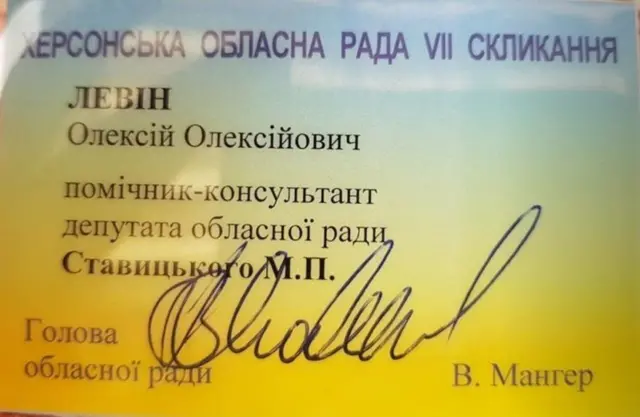 ХЕРСОНСЬКА ОБЛАСНА РАДА VII СКЛИКАННЯ
ЛЕВІН
Олексій Олексійович
помічник-консультант
депутата обласної ради
Ставицького М.П.
Голова
обласної ради В. Мангер